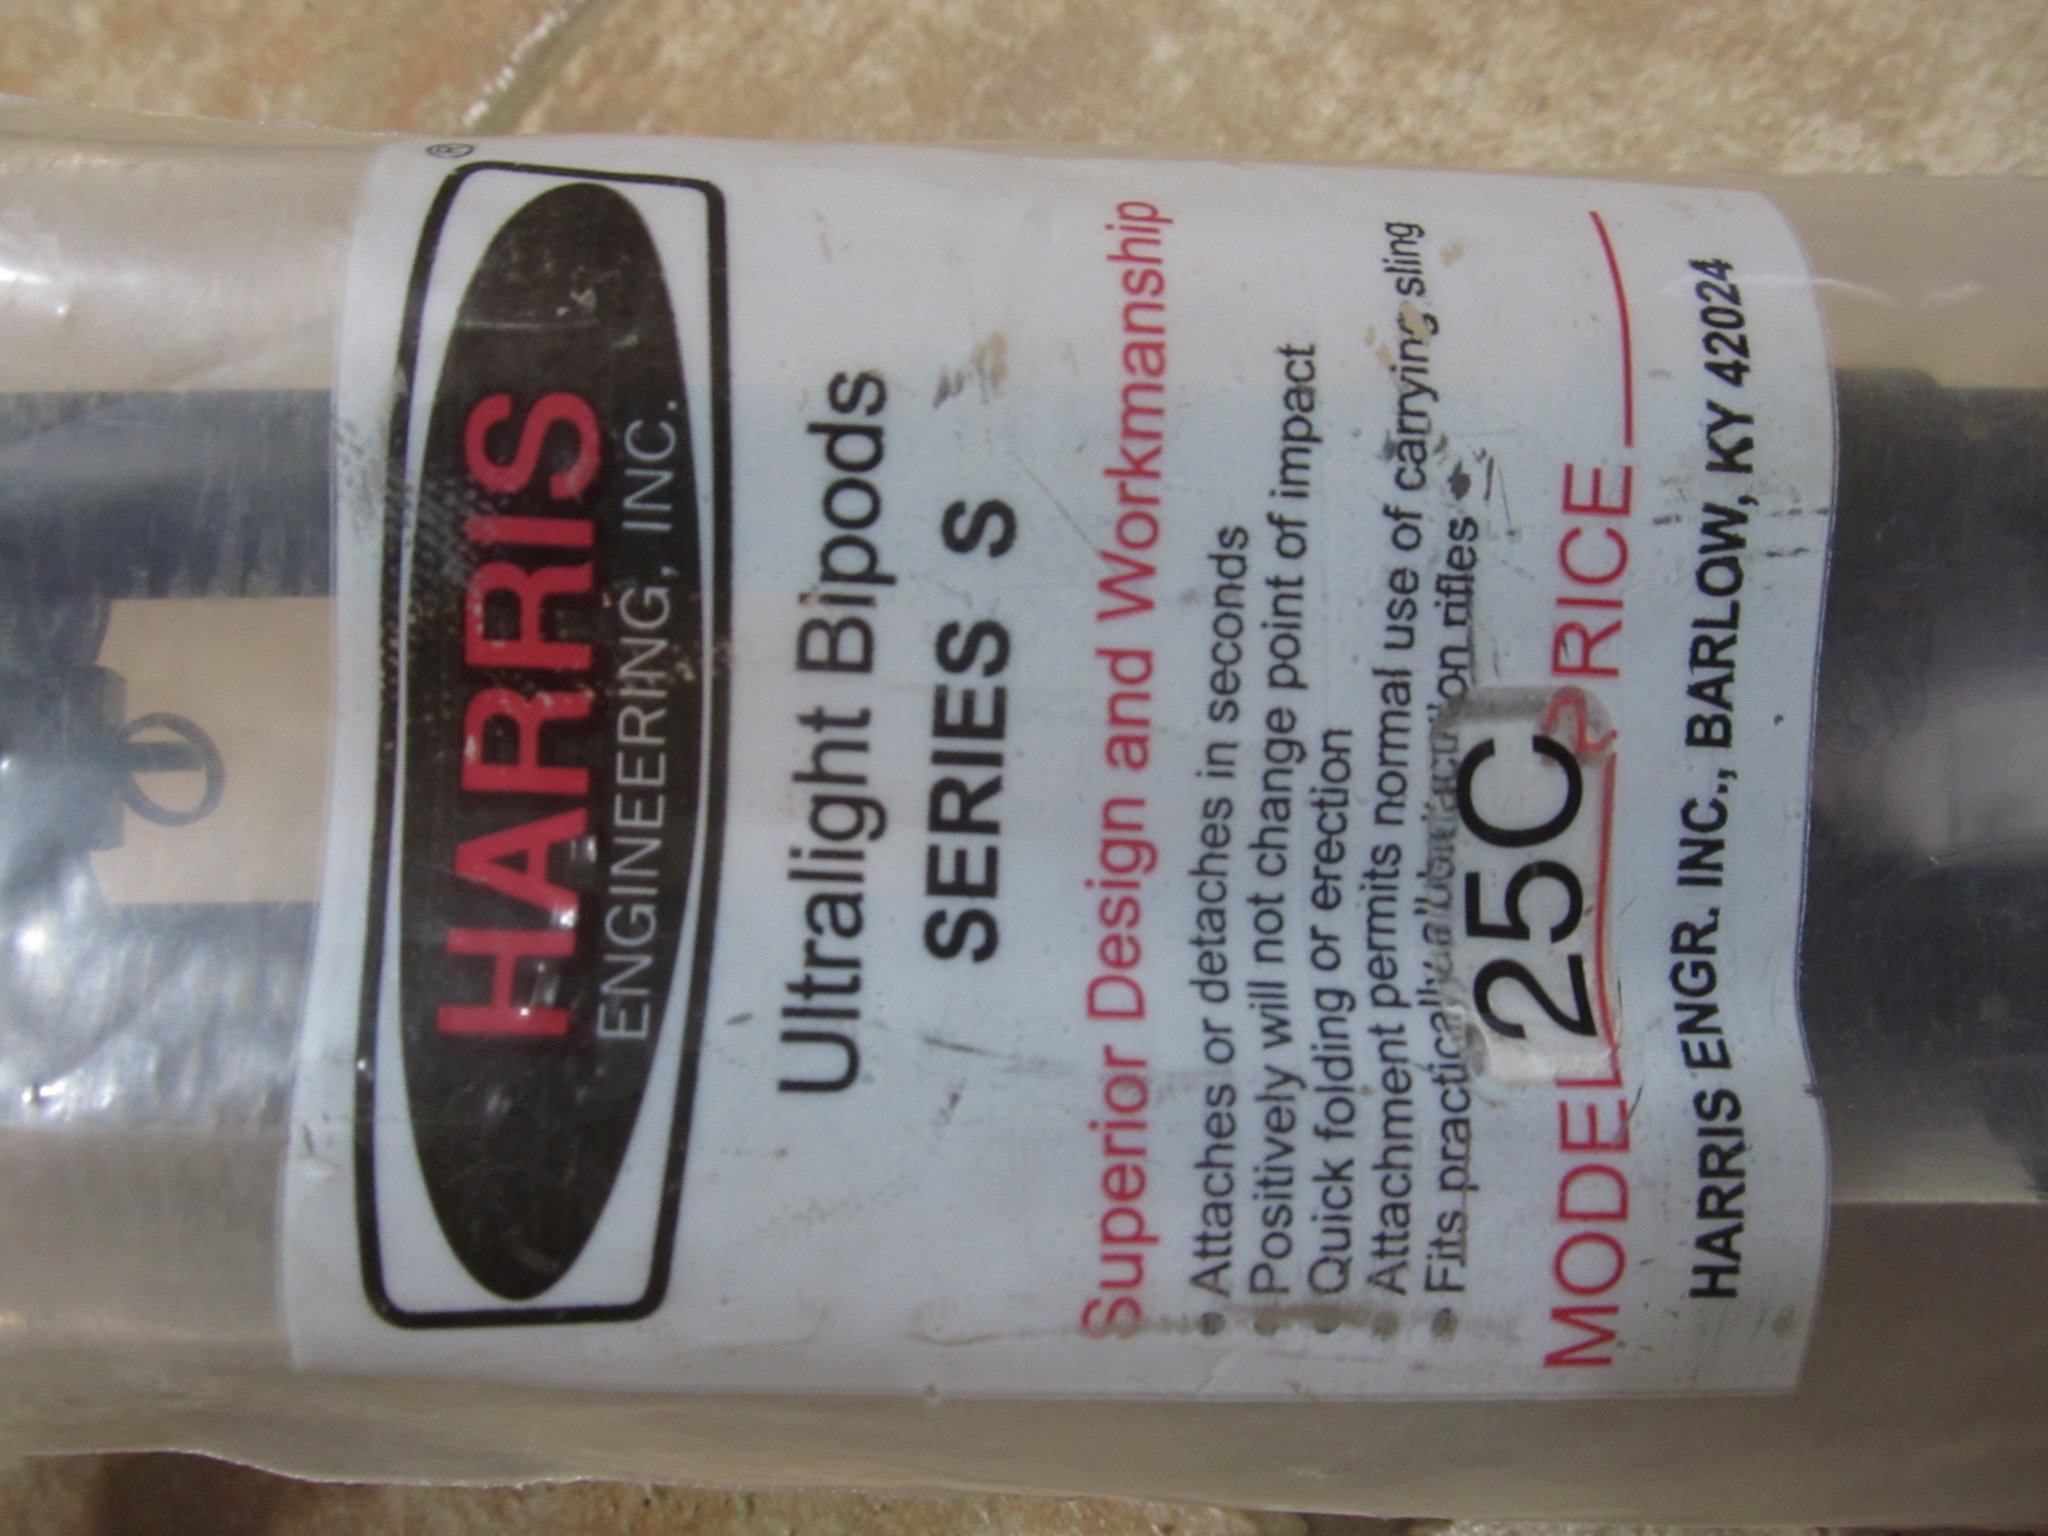 HARRIS
ENGINEERING, INC.
®
Ultralight Bipods
SERIES S
Superior Design and Workmanship
• Attaches or detaches in seconds
• Positively will not change point of impact
• Quick folding or erection
• Attachment permits normal use of carrying sling
• Fits practically all bolt action rifles
MODEL 25C PRICE
HARRIS ENGR. INC., BARLOW, KY 42024